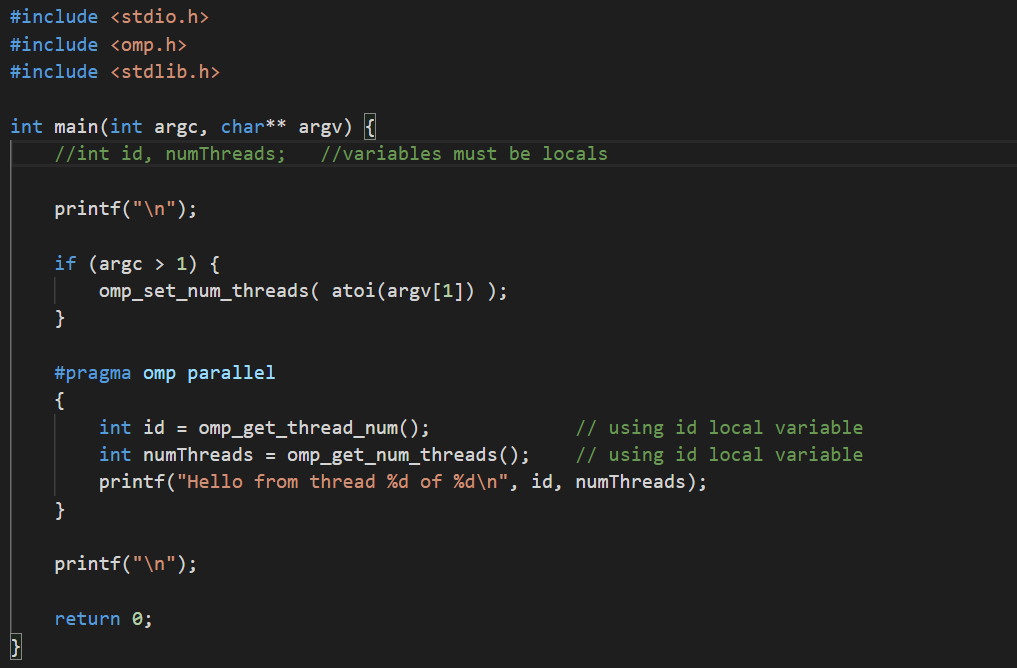 #include <stdio.h>
#include <omp.h>
#include <stdlib.h>

int main(int argc, char** argv) {
    //int id, numThreads;   //variables must be locals

    printf("\n");

    if (argc > 1) {
        omp_set_num_threads( atoi(argv[1]) );
    }

    #pragma omp parallel
    {
        int id = omp_get_thread_num();             // using id local variable
        int numThreads = omp_get_num_threads();    // using id local variable
        printf("Hello from thread %d of %d\n", id, numThreads);
    }

    printf("\n");

    return 0;
}